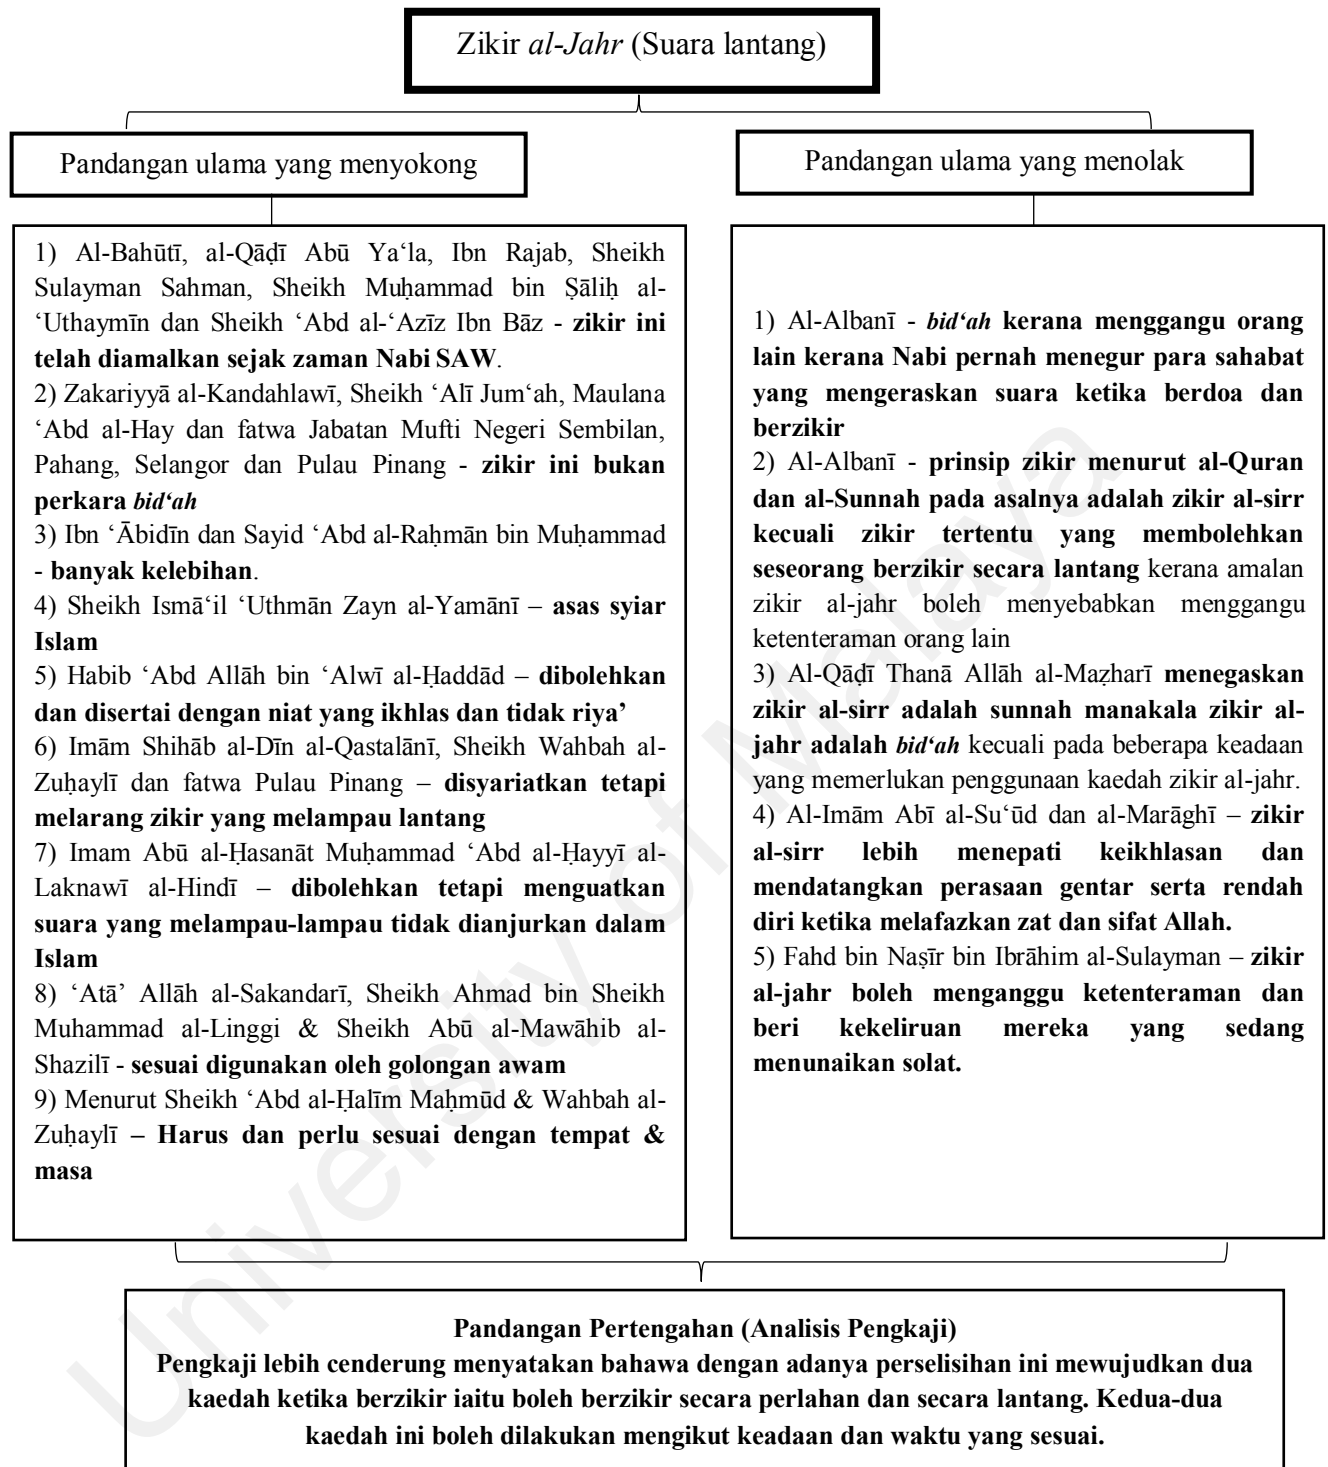 Zikir al-Jahr (Suara lantang)
Pandangan ulama yang menyokong
Pandangan ulama yang menolak
1) Al-Bahūtī, al-Qāḍī Abū Ya‘la, Ibn Rajab, Sheikh
Sulayman Sahman, Sheikh Muḥammad bin Ṣāliḥ al-
‘Uthaymīn dan Sheikh ‘Abd al-‘Azīz Ibn Bāz - zikir ini
telah diamalkan sejak zaman Nabi SAW.
2) Zakariyyā al-Kandahlawī, Sheikh ‘Alī Jum‘ah, Maulana
‘Abd al-Hay dan fatwa Jabatan Mufti Negeri Sembilan,
Pahang, Selangor dan Pulau Pinang - zikir ini bukan
perkara bid‘ah
3) Ibn ‘Ābidīn dan Sayid ‘Abd al-Raḥmān bin Muḥammad
- banyak kelebihan.
4) Sheikh Ismā‘il ‘Uthmān Zayn al-Yamānī – asas syiar
Islam
5) Habib ‘Abd Allāh bin ‘Alwī al-Ḥaddād – dibolehkan
dan disertai dengan niat yang ikhlas dan tidak riya’
6) Imām Shihāb al-Dīn al-Qastalānī, Sheikh Wahbah al-
Zuḥaylī dan fatwa Pulau Pinang – disyariatkan tetapi
melarang zikir yang melampau lantang
7) Imam Abū al-Ḥasanāt Muḥammad ‘Abd al-Ḥayyī al-
Laknawī al-Hindī – dibolehkan tetapi menguatkan
suara yang melampau-lampau tidak dianjurkan dalam
Islam
8) ‘Atā’ Allāh al-Sakandarī, Sheikh Ahmad bin Sheikh
Muhammad al-Linggi & Sheikh Abū al-Mawāhib al-
Shazilī - sesuai digunakan oleh golongan awam
9) Menurut Sheikh ‘Abd al-Ḥalīm Maḥmūd & Wahbah al-
Zuḥaylī – Harus dan perlu sesuai dengan tempat &
masa
1) Al-Albanī - bid‘ah kerana menggangu orang
lain kerana Nabi pernah menegur para sahabat
yang mengeraskan suara ketika berdoa dan
berzikir
2) Al-Albanī - prinsip zikir menurut al-Quran
dan al-Sunnah pada asalnya adalah zikir al-sirr
kecuali zikir tertentu yang membolehkan
seseorang berzikir secara lantang kerana amalan
zikir al-jahr boleh menyebabkan menggangu
ketenteraman orang lain
3) Al-Qāḍī Thanā Allāh al-Maẓharī menegaskan
zikir al-sirr adalah sunnah manakala zikir al-
jahr adalah bid‘ah kecuali pada beberapa keadaan
yang memerlukan penggunaan kaedah zikir al-jahr.
4) Al-Imām Abī al-Su‘ūd dan al-Marāghī – zikir
al-sirr lebih menepati keikhlasan dan
mendatangkan perasaan gentar serta rendah
diri ketika melafazkan zat dan sifat Allah.
5) Fahd bin Naṣīr bin Ibrāhim al-Sulayman – zikir
al-jahr boleh menganggu ketenteraman dan
beri kekeliruan mereka yang sedang
menunaikan solat.
Pandangan Pertengahan (Analisis Pengkaji)
Pengkaji lebih cenderung menyatakan bahawa dengan adanya perselisihan ini mewujudkan dua
kaedah ketika berzikir iaitu boleh berzikir secara perlahan dan secara lantang. Kedua-dua
kaedah ini boleh dilakukan mengikut keadaan dan waktu yang sesuai.
University of Malaya